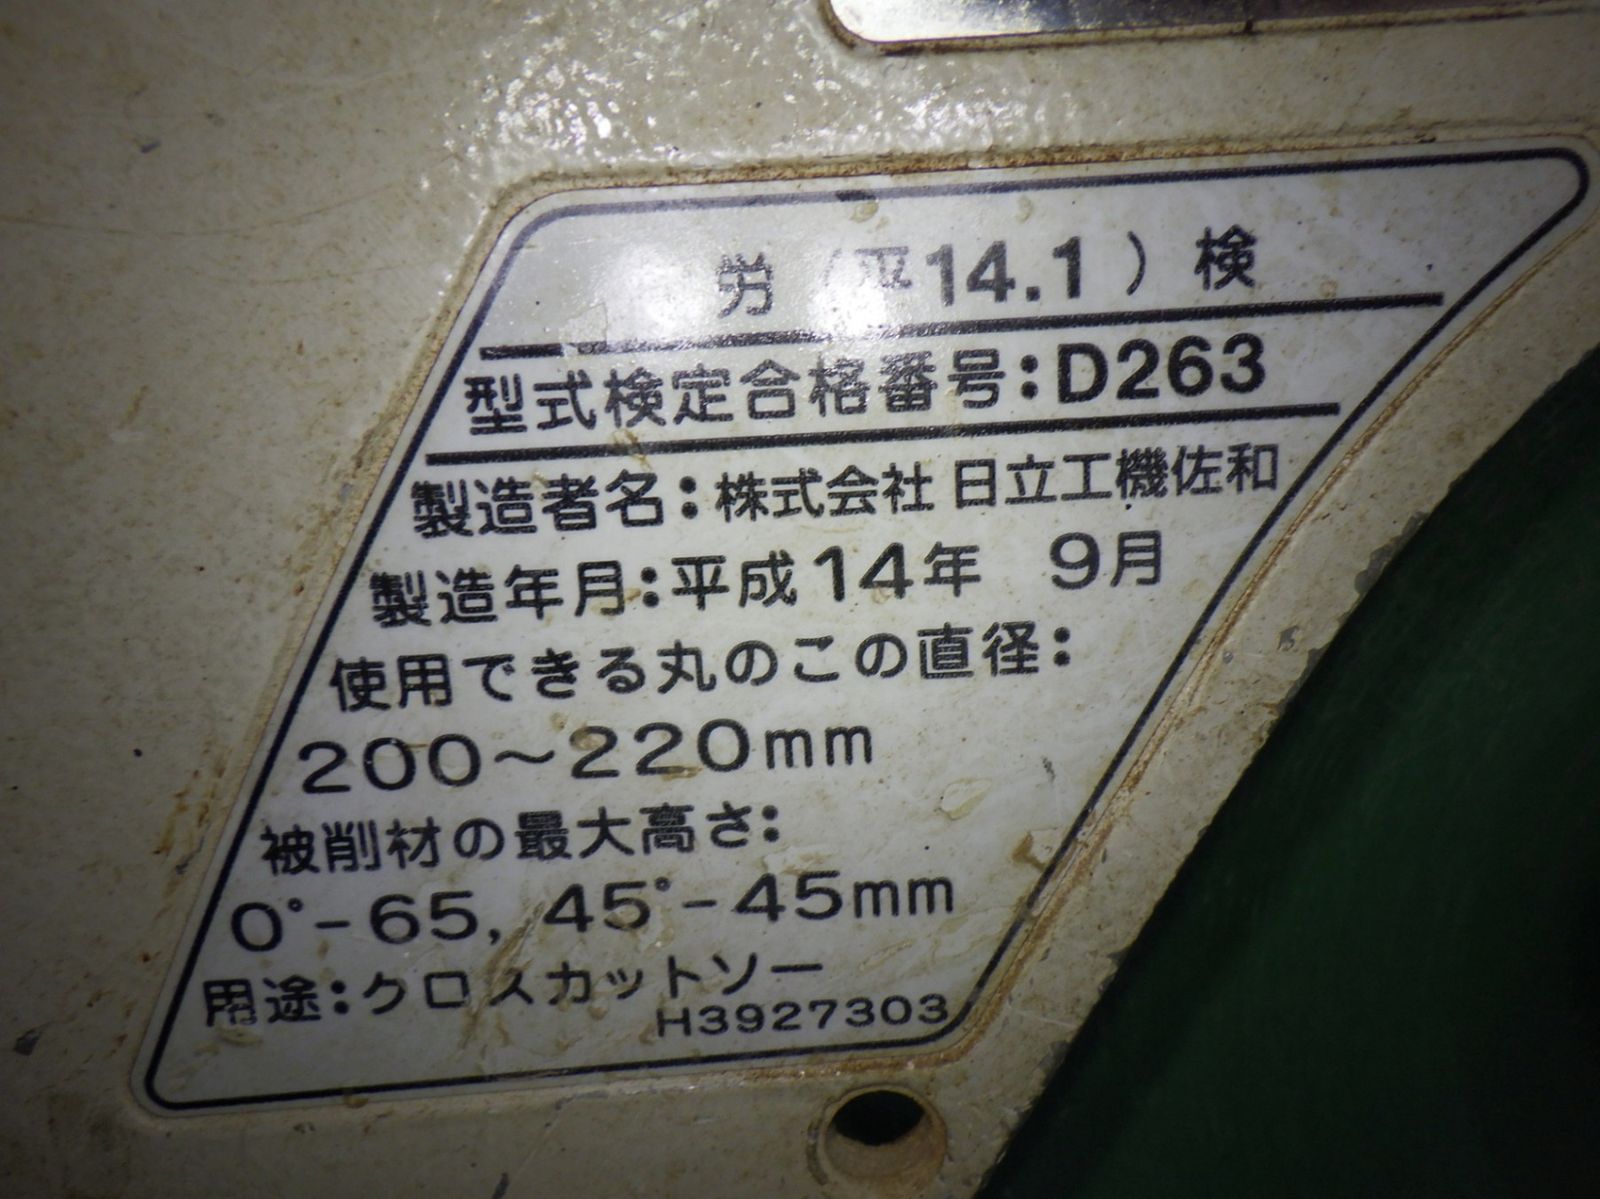 労（平14.1）検
型式検定合格番号：D263
製造者名：株式会社 日立工機佐和
製造年月：平成14年 9月
使用できる丸のこの直径：
200～220mm
被削材の最大高さ：
0°-65, 45°-45mm
用途：クロスカットソー
H3927303